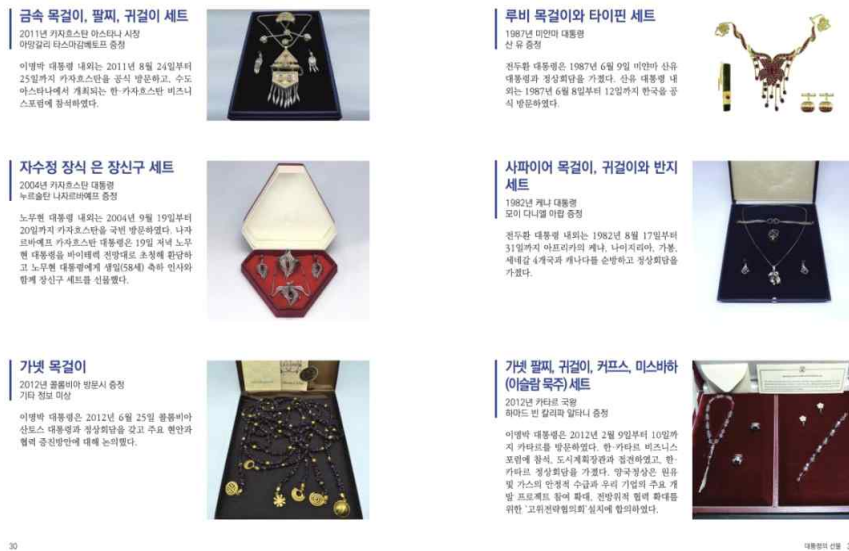 금속 목걸이, 팔찌, 귀걸이 세트
2011년 카자흐스탄 아스타나 시장
아망갈리 타스마감베토프 증정
이명박 대통령 내외는 2011년 8월 24일부터
25일까지 카자흐스탄을 공식 방문하고, 수도
아스타나에서 개최되는 한·카자흐스탄 비즈니
스포럼에 참석하였다.
자수정 장식 은 장신구 세트
2004년 카자흐스탄 대통령
누르술탄 나자르바예프 증정
노무현 대통령 내외는 2004년 9월 19일부터
20일까지 카자흐스탄을 국빈 방문하였다. 나자
르바예프 카자흐스탄 대통령은 19일 저녁 노무
현 대통령을 바이테렉 전망대로 초청해 환담하
고 노무현 대통령에게 생일(58세) 축하 인사와
함께 장신구 세트를 선물했다.
가넷 목걸이
2012년 콜롬비아 방문시 증정
기타 정보 미상
이명박 대통령은 2012년 6월 25일 콜롬비아
산토스 대통령과 정상회담을 갖고 주요 현안과
협력 증진방안에 대해 논의했다.
30
루비 목걸이와 타이핀 세트
1987년 미얀마 대통령
산 유 증정
전두환 대통령은 1987년 6월 9일 미얀마 산유
대통령과 정상회담을 가졌다. 산유 대통령 내
외는 1987년 6월 8일부터 12일까지 한국을 공
식 방문하였다.
사파이어 목걸이, 귀걸이와 반지
세트
1982년 케냐 대통령
모이 다니엘 아랍 증정
전두환 대통령 내외는 1982년 8월 17일부터
31일까지 아프리카의 케냐, 나이지리아, 가봉,
세네갈 4개국과 캐나다를 순방하고 정상회담을
가졌다.
가넷 팔찌, 귀걸이, 커프스, 미스바하
(이슬람 묵주)세트
2012년 카타르 국왕
하마드 빈 칼리파 알타니 증정
이명박 대통령은 2012년 2월 9일부터 10일까
지 카타르를 방문하였다. 한·카타르 비즈니스
포럼에 참석, 도시계획장관과 접견하였고, 한·
카타르 정상회담을 가졌다. 양국정상은 원유
및 가스의 안정적 수급과 우리 기업의 주요 개
발 프로젝트 참여 확대, 전방위적 협력 확대를
위한 '고위전략협의회' 설치에 합의하였다.
대통령의 선물